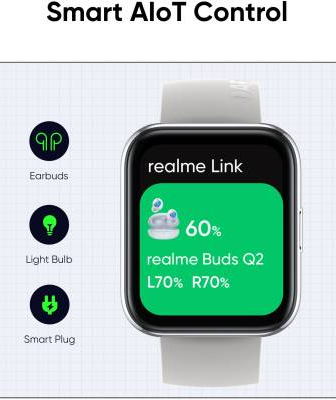 Smart AIoT Control
Earbuds
Light Bulb
Smart Plug
realme Link
60%
realme Buds Q2
L70% R70%